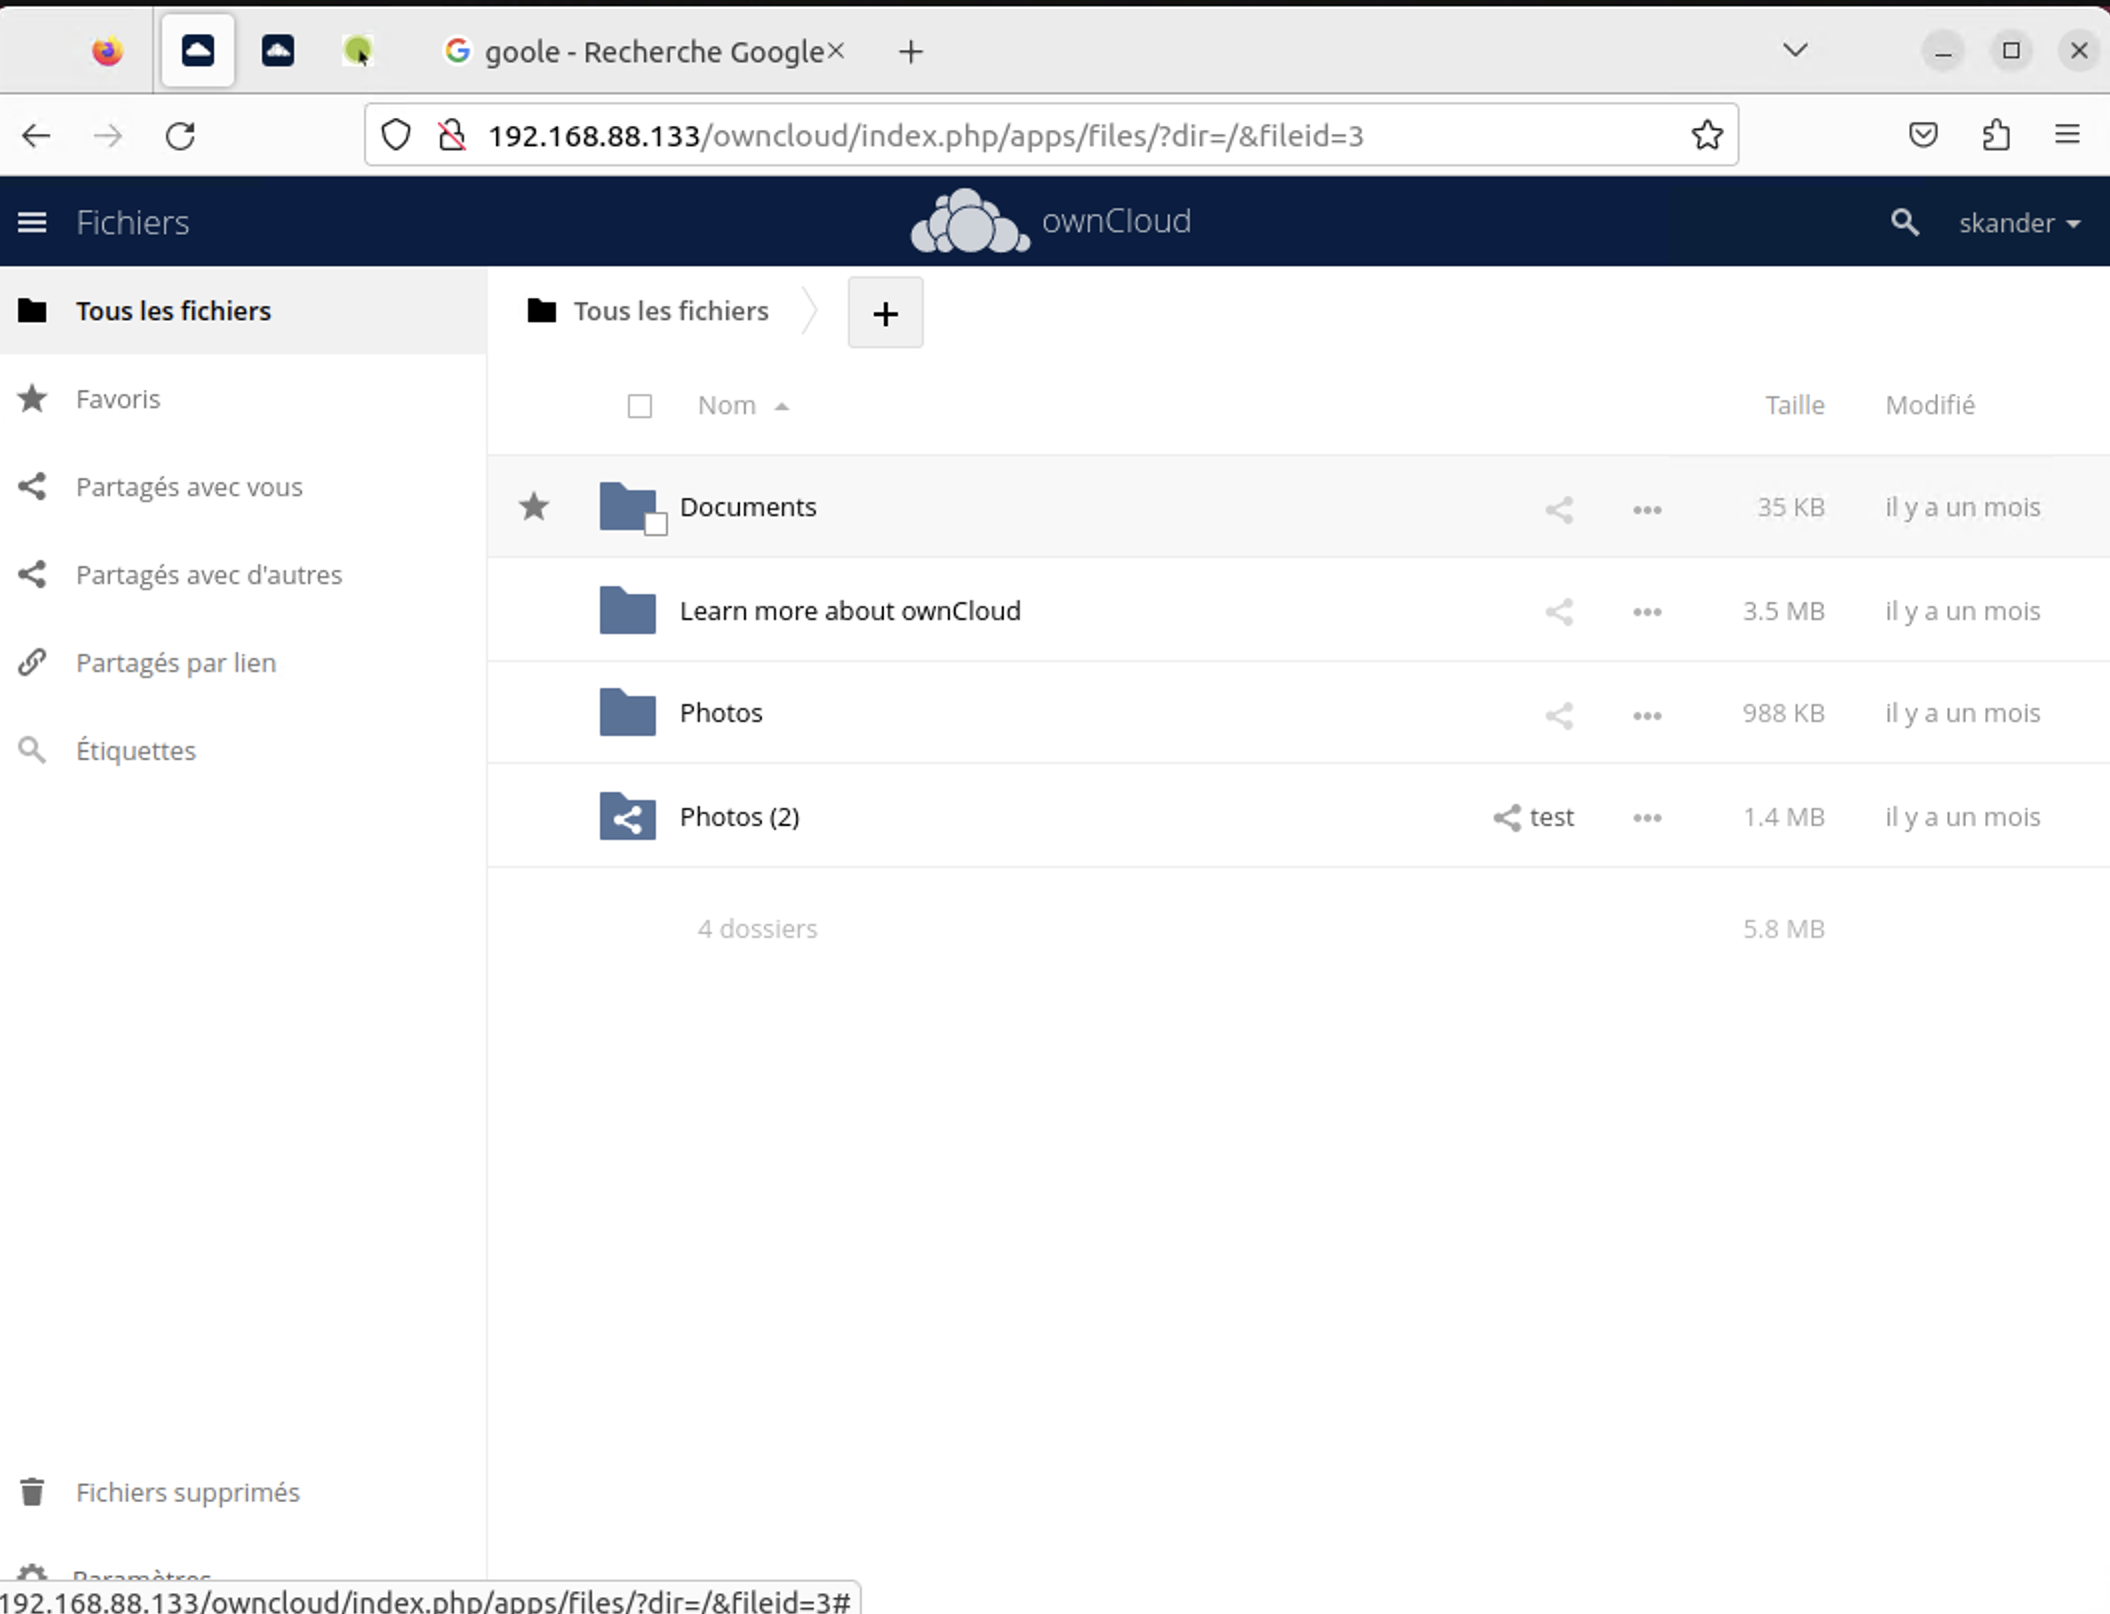 goole - Recherche Google
192.168.88.133/owncloud/index.php/apps/files/?dir=/&fileid=3
Fichiers
ownCloud
skander
Tous les fichiers
Favoris
Partagés avec vous
Partagés avec d'autres
Partagés par lien
Étiquettes
Tous les fichiers
+
Nom Taille Modifié
Documents 35 KB il y a un mois
Learn more about ownCloud 3.5 MB il y a un mois
Photos 988 KB il y a un mois
Photos (2) test 1.4 MB il y a un mois
4 dossiers 5.8 MB
Fichiers supprimés
Paramètres
192.168.88.133/owncloud/index.php/apps/files/?dir=/&fileid=3#